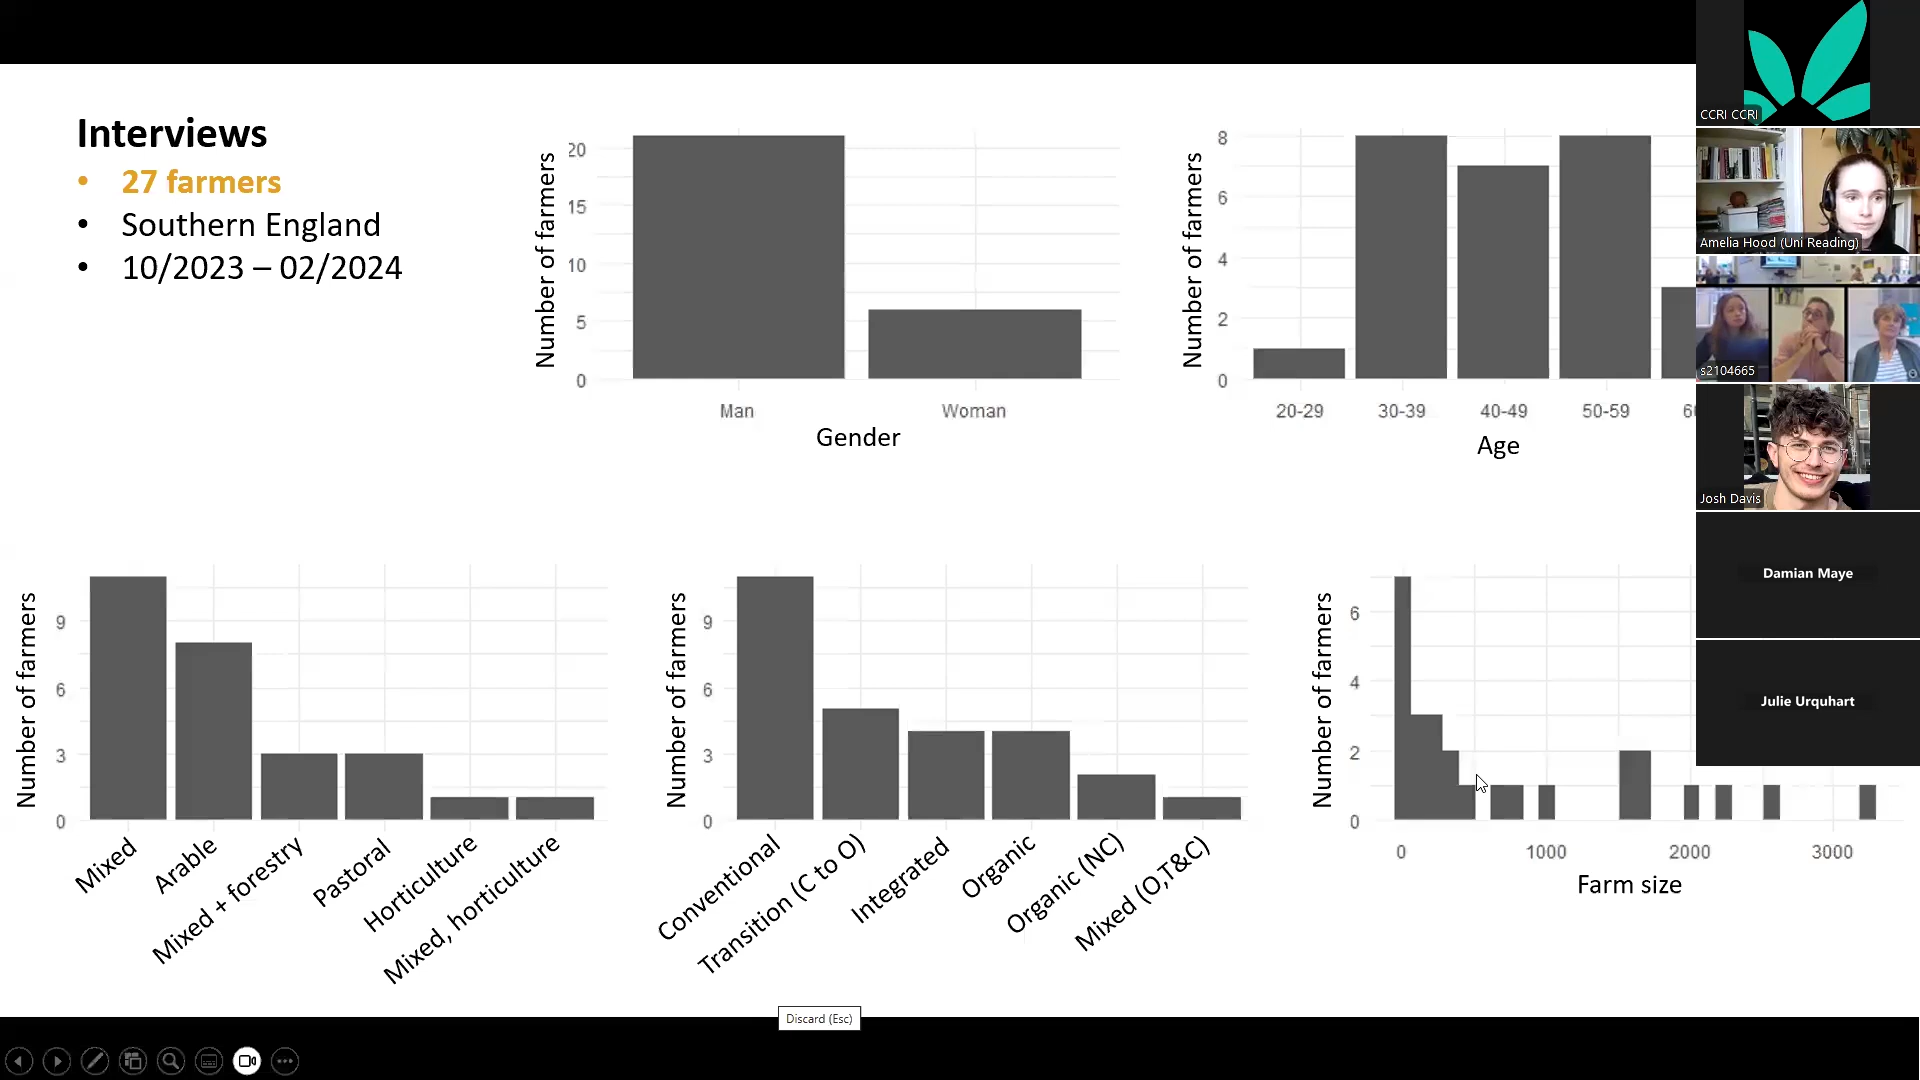 Interviews
• 27 farmers
• Southern England
• 10/2023 – 02/2024
Number of farmers
20
15
10
5
0
Man
Woman
Gender
Number of farmers
8
6
4
2
0
20-29
30-39
40-49
50-59
Age
Number of farmers
9
6
3
0
Mixed
Arable
Mixed + forestry
Pastoral
Horticulture
Mixed, horticulture
Number of farmers
9
6
3
0
Conventional
Transition (C to O)
Integrated
Organic
Organic (NC)
Mixed (O,T&C)
Number of farmers
6
4
2
0
0
1000
2000
3000
Farm size
CCRI CCRI
Amelia Hood (Uni Reading)
s2104665
Josh Davis
Damian Maye
Julie Urquhart
Discard (Esc)